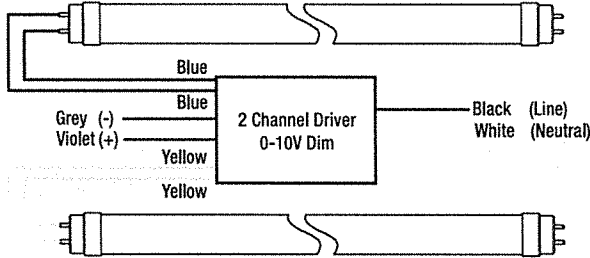 Blue
Blue
Grey (-)
Violet (+)
Yellow
Yellow
2 Channel Driver
0-10V Dim
Black (Line)
White (Neutral)